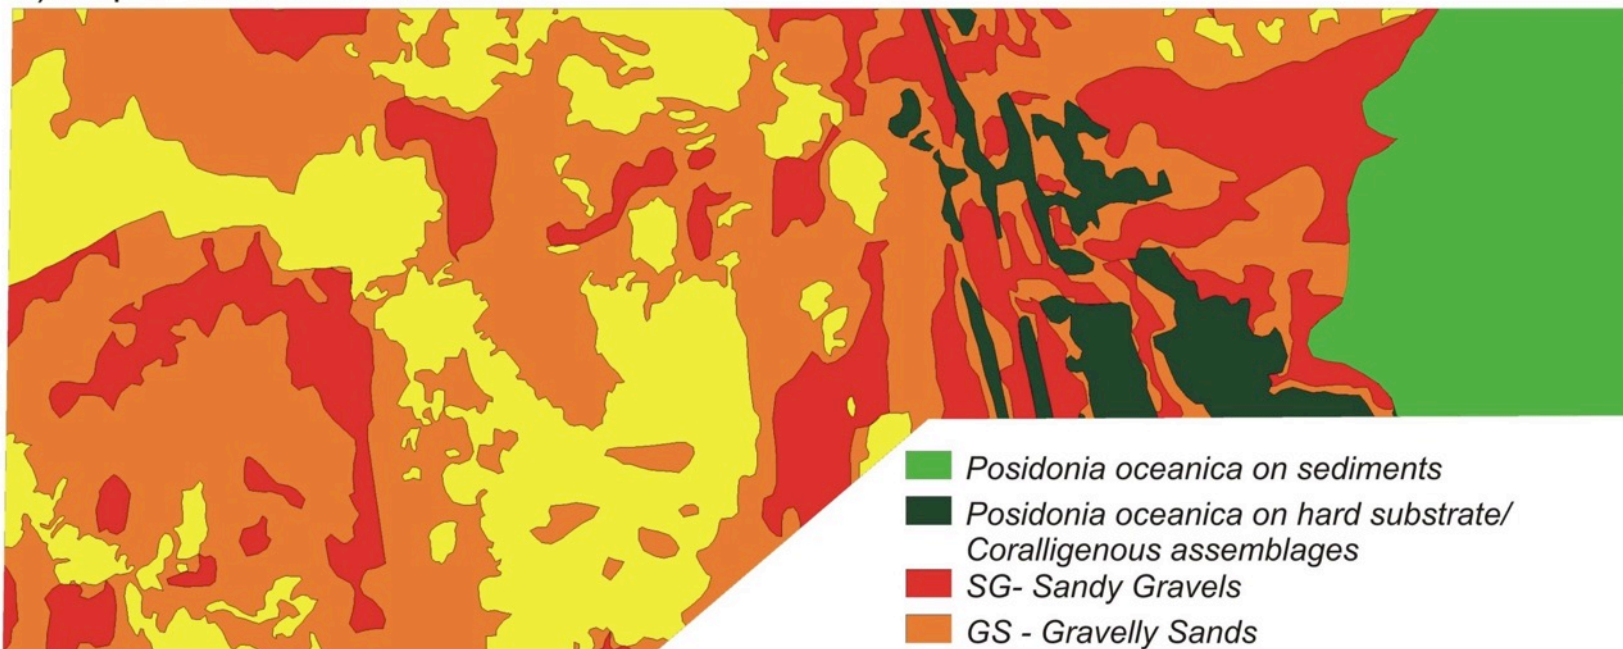 Posidonia oceanica on sediments
Posidonia oceanica on hard substrate/
Coralligenous assemblages
SG- Sandy Gravels
GS - Gravelly Sands